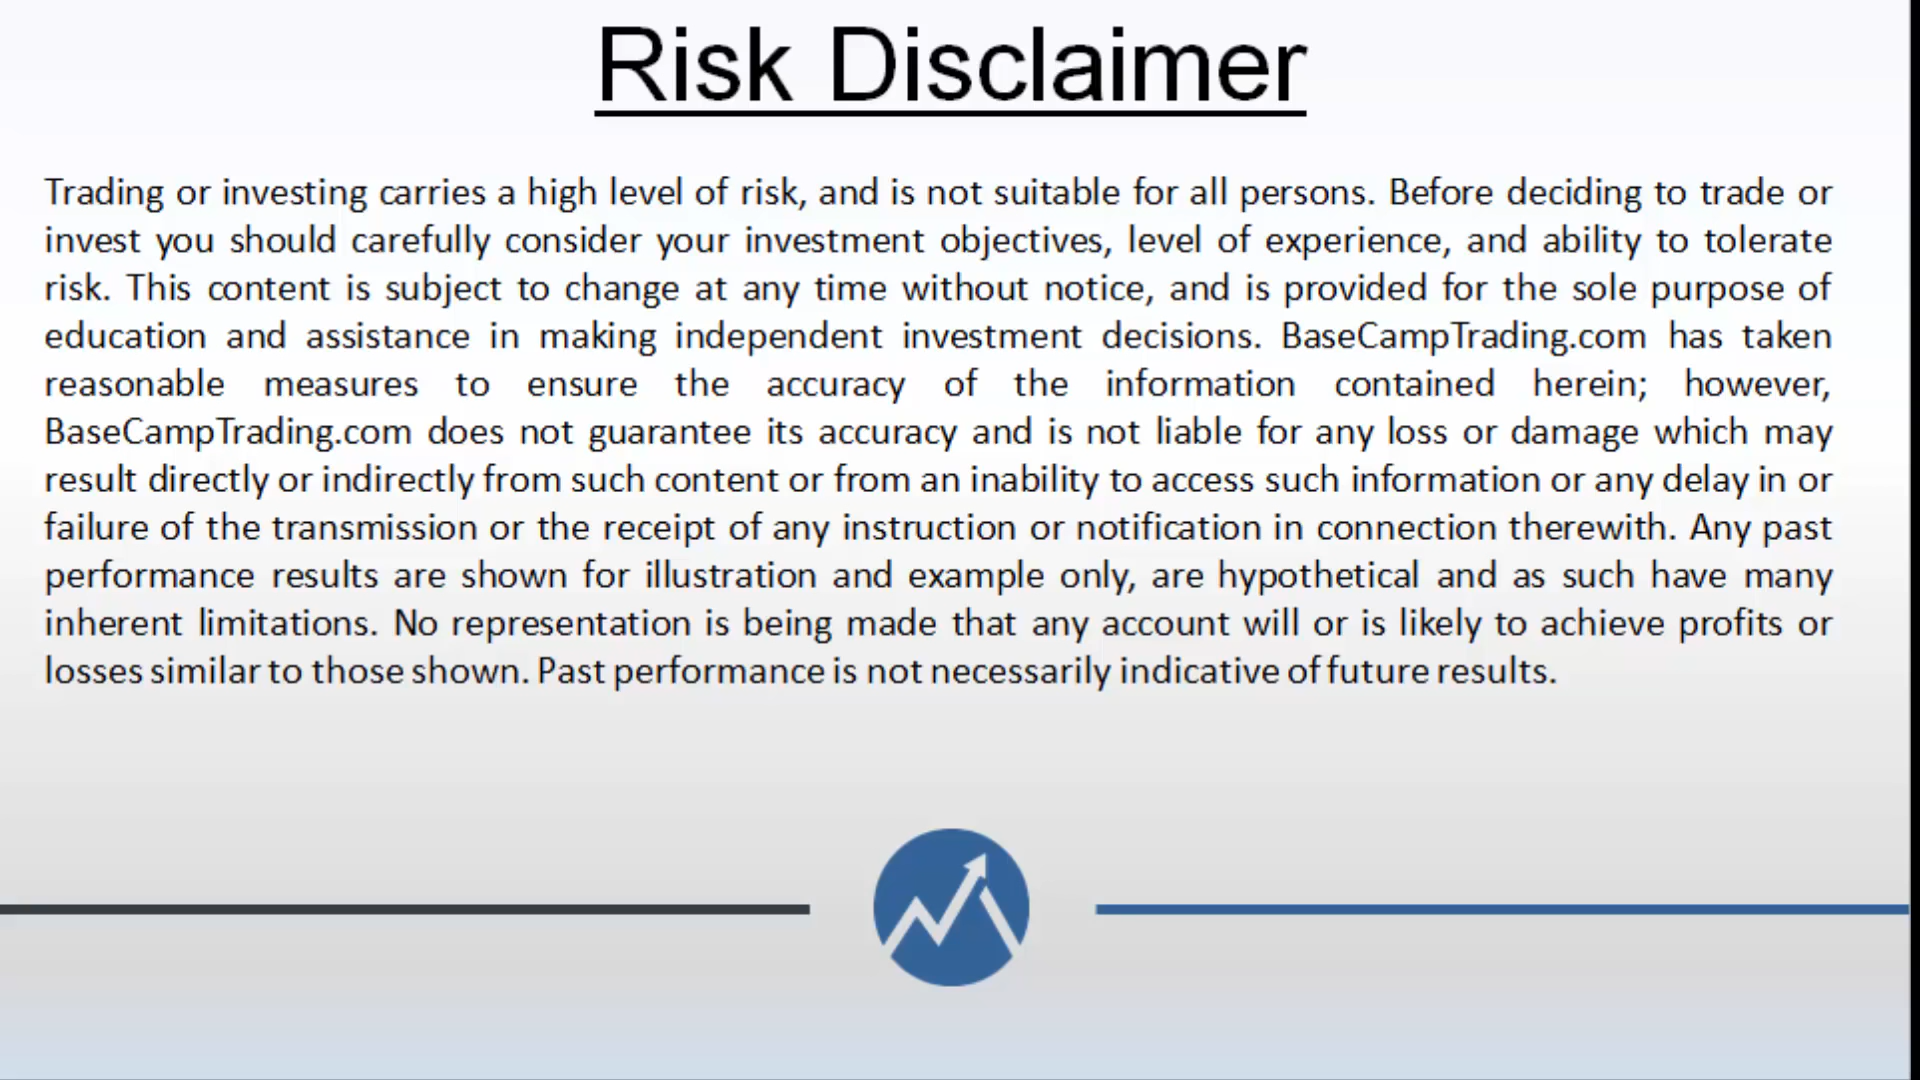 Risk Disclaimer
Trading or investing carries a high level of risk, and is not suitable for all persons. Before deciding to trade or
invest you should carefully consider your investment objectives, level of experience, and ability to tolerate
risk. This content is subject to change at any time without notice, and is provided for the sole purpose of
education and assistance in making independent investment decisions. BaseCampTrading.com has taken
reasonable measures to ensure the accuracy of the information contained herein; however,
BaseCampTrading.com does not guarantee its accuracy and is not liable for any loss or damage which may
result directly or indirectly from such content or from an inability to access such information or any delay in or
failure of the transmission or the receipt of any instruction or notification in connection therewith. Any past
performance results are shown for illustration and example only, are hypothetical and as such have many
inherent limitations. No representation is being made that any account will or is likely to achieve profits or
losses similar to those shown. Past performance is not necessarily indicative of future results.